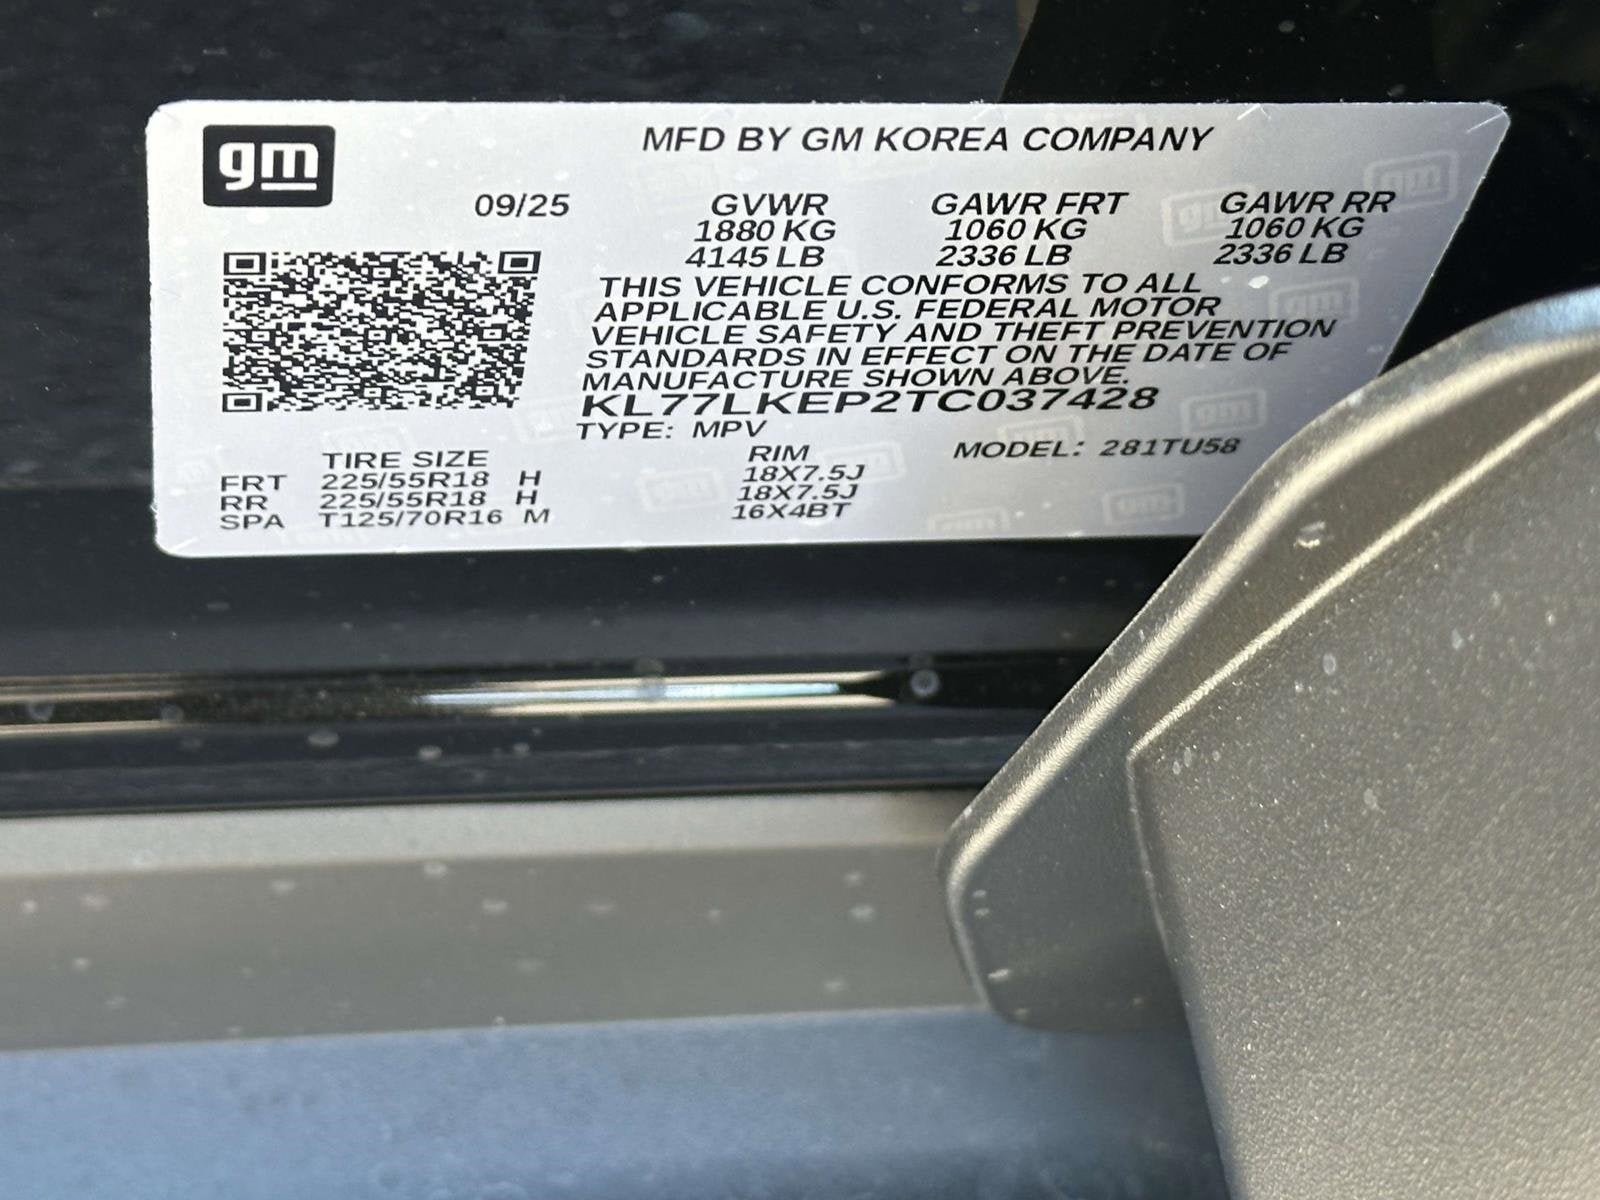 gm
MFD BY GM KOREA COMPANY
09/25 GVWR GAWR FRT GAWR RR
1880 KG 1060 KG 1060 KG
4145 LB 2336 LB 2336 LB
THIS VEHICLE CONFORMS TO ALL
APPLICABLE U.S. FEDERAL MOTOR
VEHICLE SAFETY AND THEFT PREVENTION
STANDARDS IN EFFECT ON THE DATE OF
MANUFACTURE SHOWN ABOVE.
KL77LKEP2TC037428
TYPE: MPV MODEL: 281TU58
TIRE SIZE RIM
FRT 225/55R18 H 18X7.5J
RR 225/55R18 H 18X7.5J
SPA T125/70R16 M 16X4BT